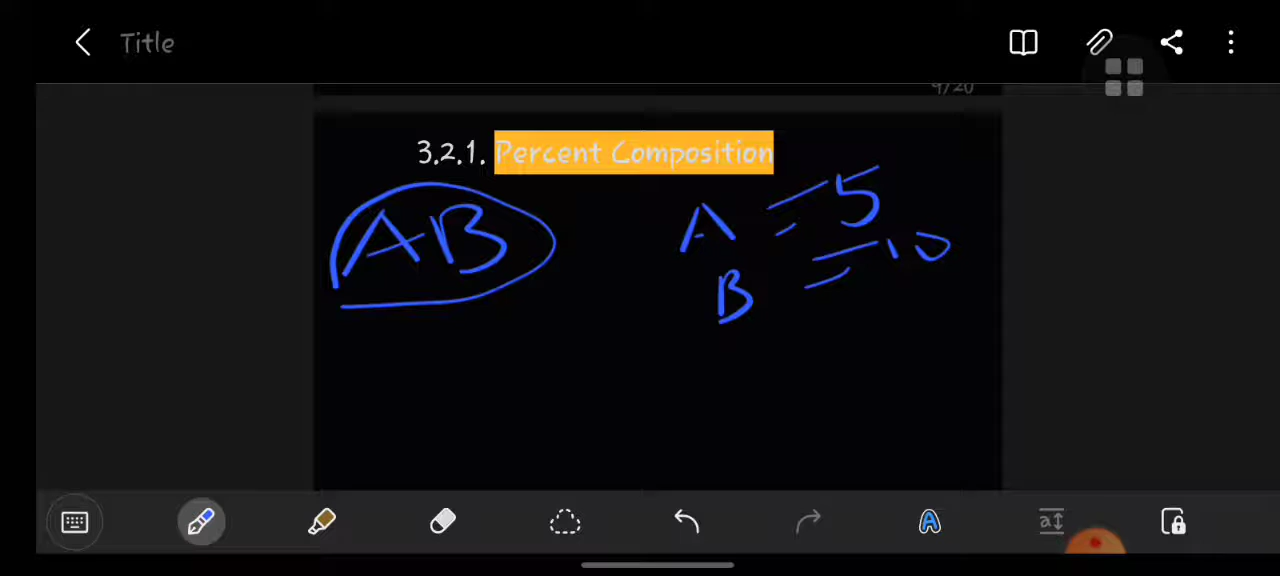 Title
9/20
3.2.1. Percent Composition
AB A = 5
B = 10